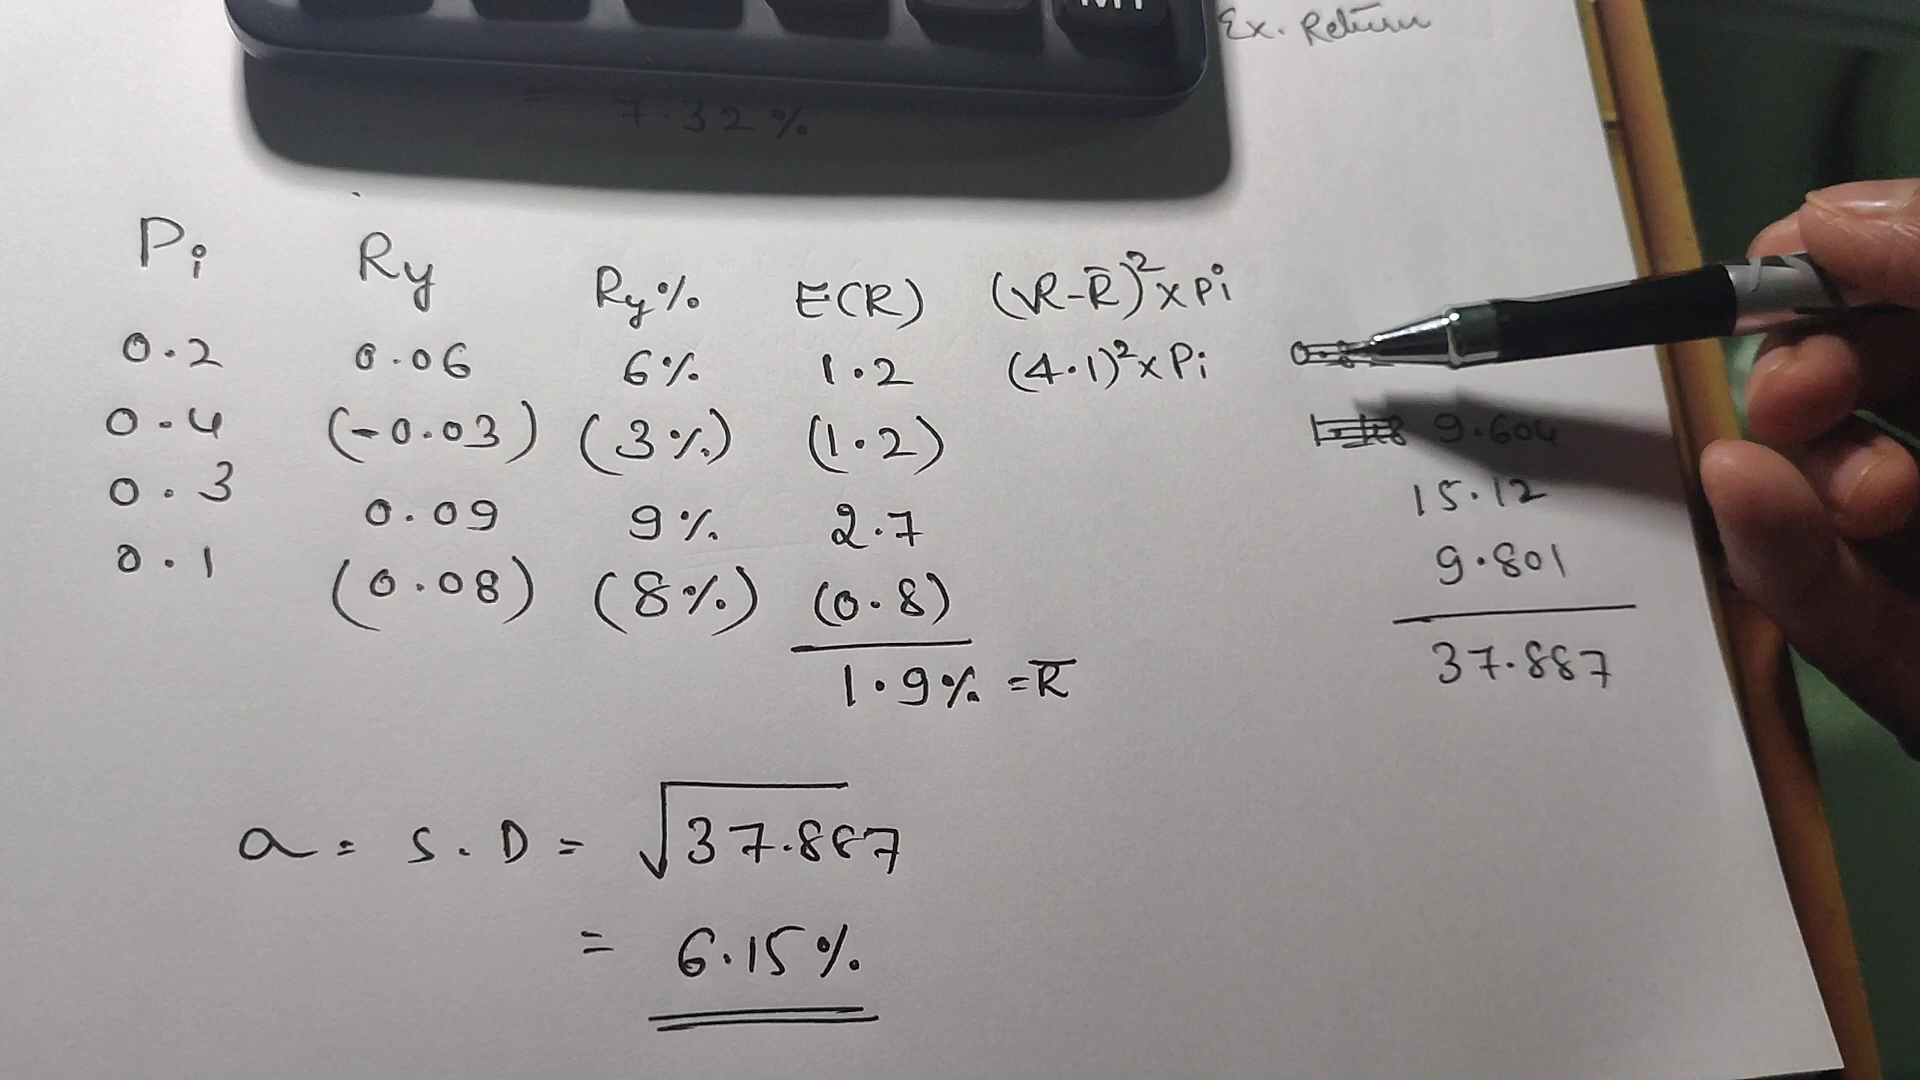 M+
Ex. Return
= 7.32%
Pi Ry Ry% E(R) (R-R̄)²xPi
0.2 0.06 6% 1.2 (4.1)²xPi
0.4 (-0.03) (3%) (1.2) 9.604
0.3 0.09 9% 2.7 15.12
0.1 (0.08) (8%) (0.8) 9.801
1.9% = R̄ 37.887
a = S.D = √37.887
= 6.15%